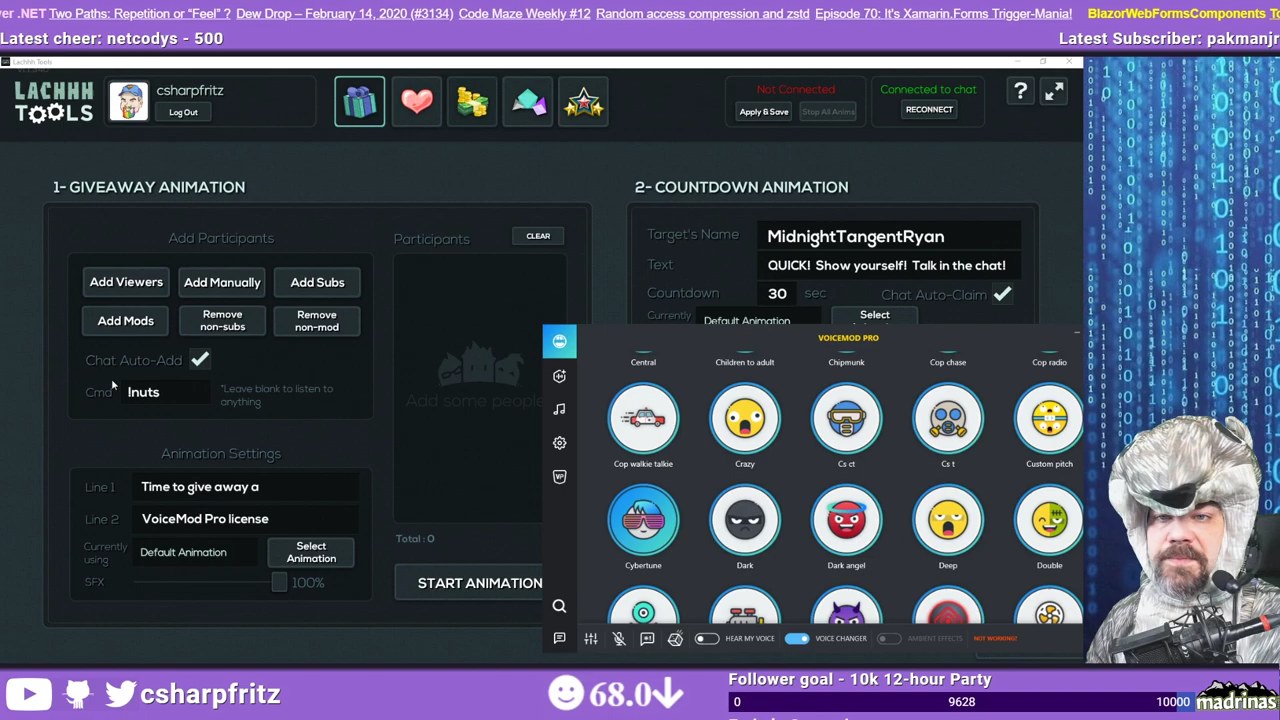 er .NET Two Paths: Repetition or “Feel” ? Dew Drop – February 14, 2020 (#3134) Code Maze Weekly #12 Random access compression and zstd Episode 70: It's Xamarin.Forms Trigger-Mania! BlazorWebFormsComponents To
Latest cheer: netcodys - 500
Latest Subscriber: pakmanjr
Lachhh Tools
LACHHH TOOLS
csharpfritz
Log Out
Not Connected
Apply & Save
Stop All Anims
Connected to chat
RECONNECT
?
1- GIVEAWAY ANIMATION
Add Participants
Add Viewers
Add Manually
Add Subs
Add Mods
Remove non-subs
Remove non-mod
Chat Auto-Add
Cmd
!nuts
*Leave blank to listen to anything
Participants
CLEAR
Add some people
Total : 0
START ANIMATION
Animation Settings
Line 1
Time to give away a
Line 2
VoiceMod Pro license
Currently using
Default Animation
Select Animation
SFX
100%
2- COUNTDOWN ANIMATION
Target's Name
MidnightTangentRyan
Text
QUICK! Show yourself! Talk in the chat!
Countdown
30
sec
Chat Auto-Claim
Currently
Default Animation
Select
VOICEMOD PRO
Central
Children to adult
Chipmunk
Cop chase
Cop radio
Cop walkie talkie
Crazy
Cs ct
Cs t
Custom pitch
Cybertune
Dark
Dark angel
Deep
Double
HEAR MY VOICE
VOICE CHANGER
AMBIENT EFFECTS
NOT WORKING?
csharpfritz
68.0
Follower goal - 10k 12-hour Party
0
9628
10000
madrinas